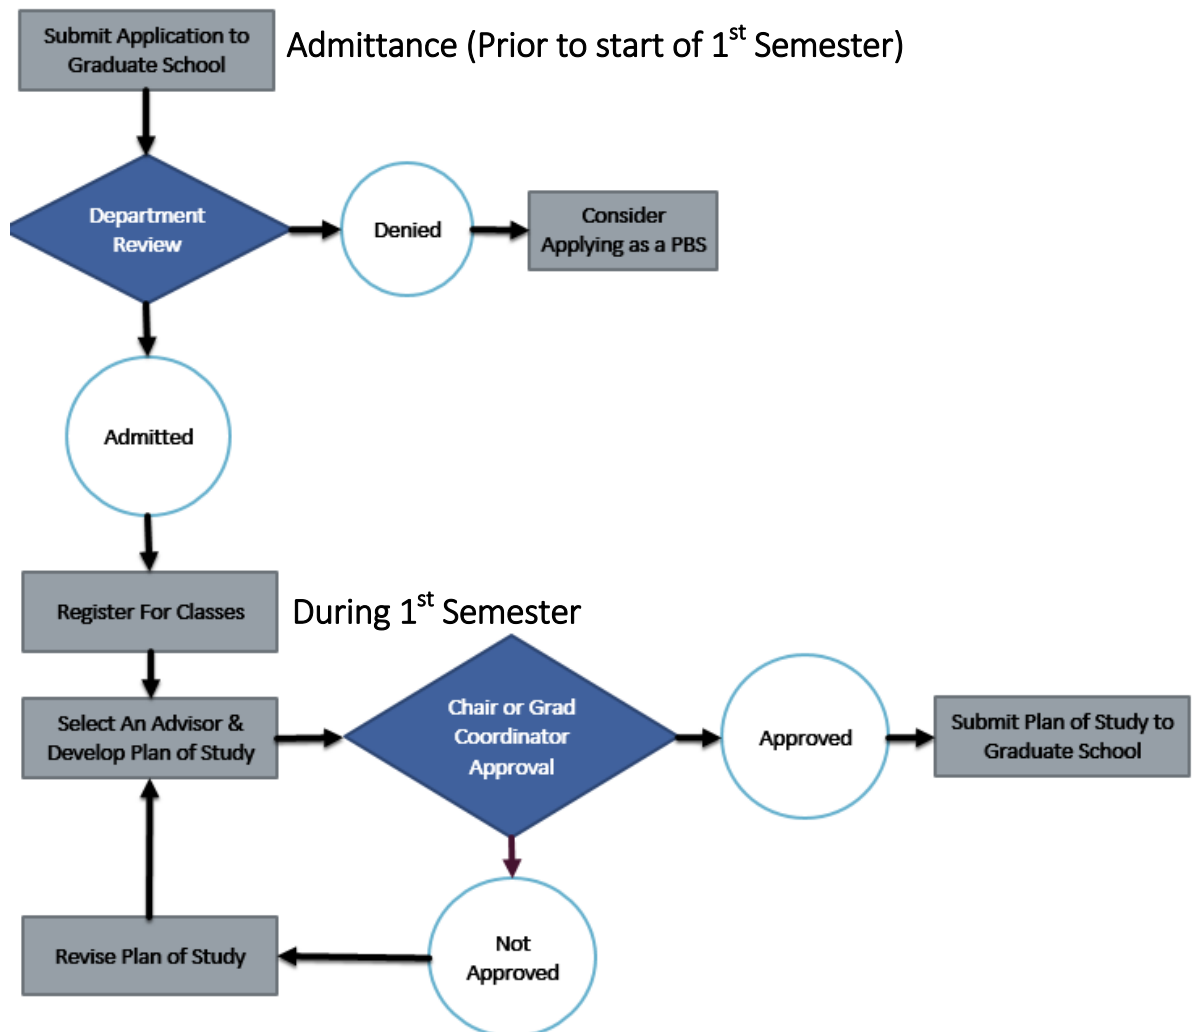 Submit Application to
Graduate School
Admittance (Prior to start of 1st Semester)
Department
Review
Denied
Consider
Applying as a PBS
Admitted
Register For Classes
During 1st Semester
Select An Advisor &
Develop Plan of Study
Chair or Grad
Coordinator
Approval
Approved
Submit Plan of Study to
Graduate School
Revise Plan of Study
Not
Approved